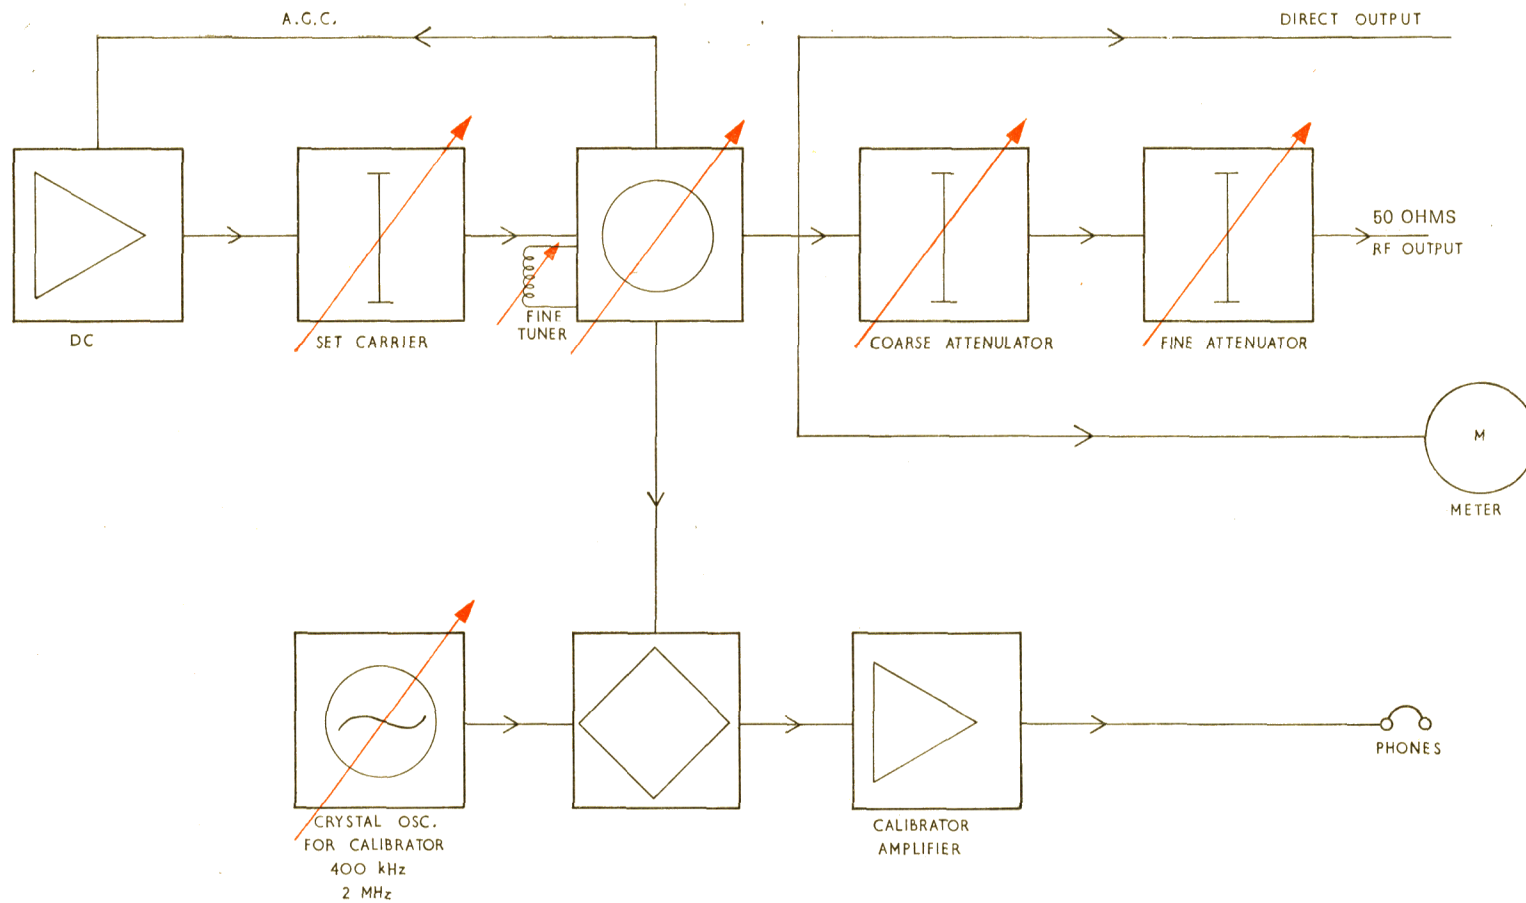 A.G.C.
DIRECT OUTPUT
50 OHMS
RF OUTPUT
DC
SET CARRIER
FINE
TUNER
COARSE ATTENULATOR
FINE ATTENUATOR
M
METER
CRYSTAL OSC.
FOR CALIBRATOR
400 kHz
2 MHz
CALIBRATOR
AMPLIFIER
PHONES